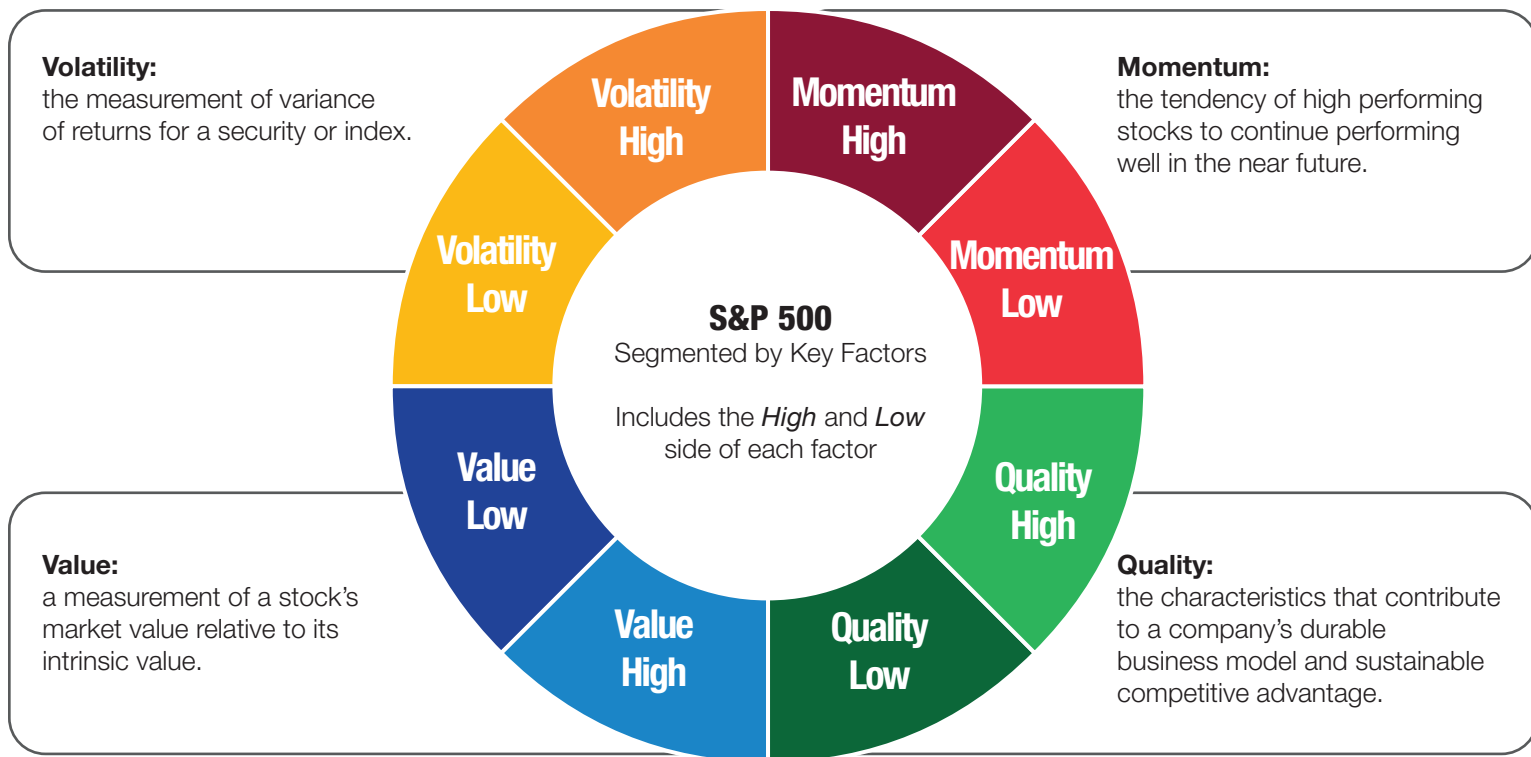 Volatility:
the measurement of variance
of returns for a security or index.
Volatility
High
Momentum
High
Momentum:
the tendency of high performing
stocks to continue performing
well in the near future.
Volatility
Low
Momentum
Low
S&P 500
Segmented by Key Factors
Includes the High and Low
side of each factor
Value
Low
Quality
High
Value:
a measurement of a stock’s
market value relative to its
intrinsic value.
Value
High
Quality
Low
Quality:
the characteristics that contribute
to a company’s durable
business model and sustainable
competitive advantage.